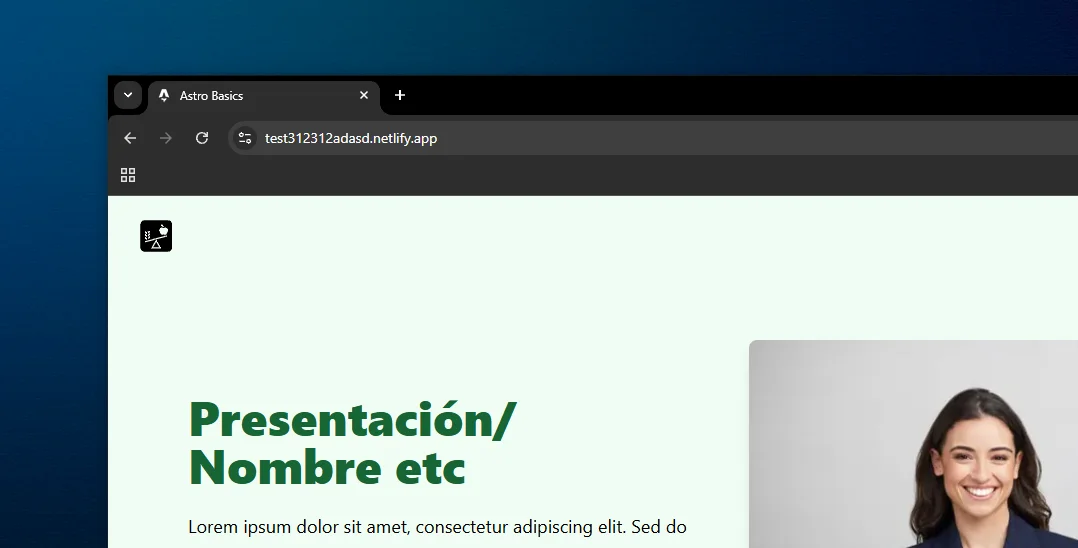 Astro Basics
test312312adasd.netlify.app
Presentación/
Nombre etc
Lorem ipsum dolor sit amet, consectetur adipiscing elit. Sed do